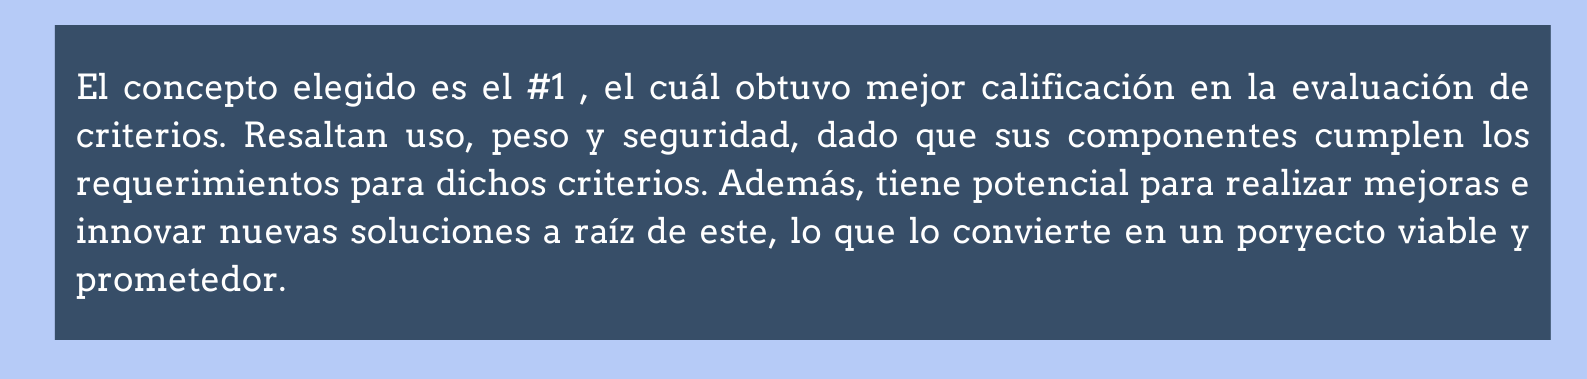 El concepto elegido es el #1 , el cuál obtuvo mejor calificación en la evaluación de
criterios. Resaltan uso, peso y seguridad, dado que sus componentes cumplen los
requerimientos para dichos criterios. Además, tiene potencial para realizar mejoras e
innovar nuevas soluciones a raíz de este, lo que lo convierte en un poryecto viable y
prometedor.